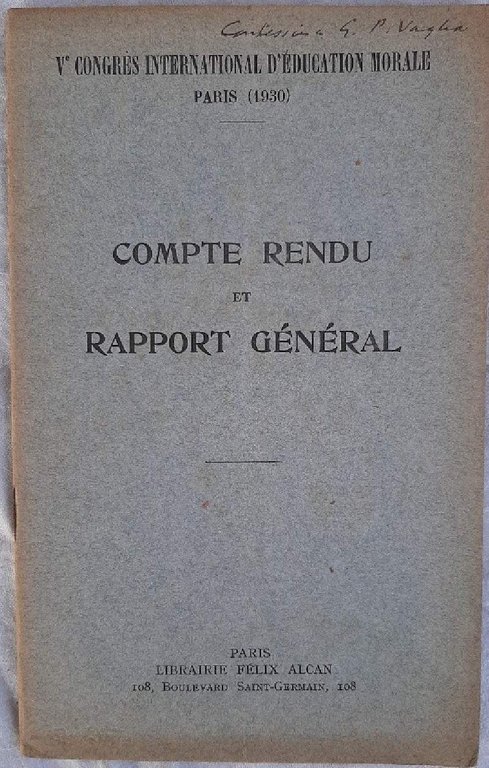 G. P. Vaglia
Vᵉ CONGRÈS INTERNATIONAL D'ÉDUCATION MORALE
PARIS (1930)
COMPTE RENDU
ET
RAPPORT GÉNÉRAL
PARIS
LIBRAIRIE FÉLIX ALCAN
108, BOULEVARD SAINT-GERMAIN, 108